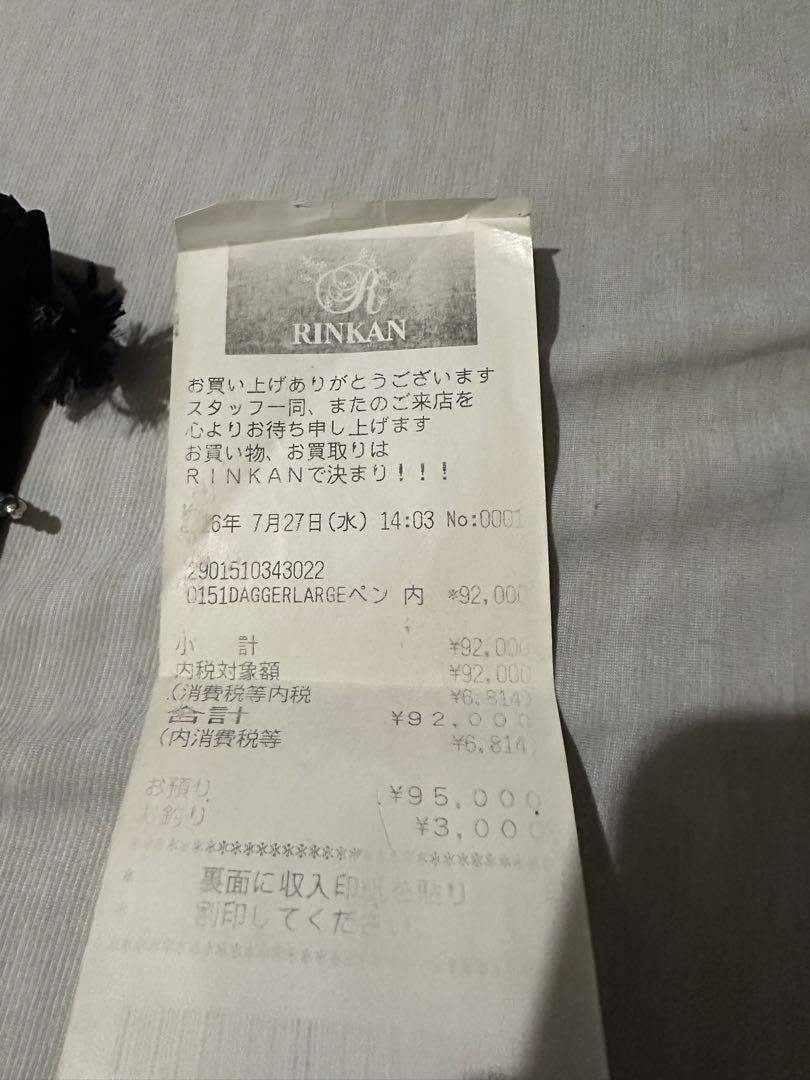 R
RINKAN
お買い上げありがとうございます
スタッフ一同、またのご来店を
心よりお待ち申し上げます
お買い物、お買取りは
RINKANで決まり!!!
6年 7月27日(水) 14:03 No:0001
2901510343022
0151DAGGERLARGEペン 内 *92,000
小 計 ¥92,000
内税対象額 ¥92,000
(消費税等内税 ¥6,814)
合計 ¥92,000
(内消費税等 ¥6,814)
お預り ¥95,000
お釣り ¥3,000
*****************************
* 裏面に収入印紙を貼り
* 割印してください。
*****************************